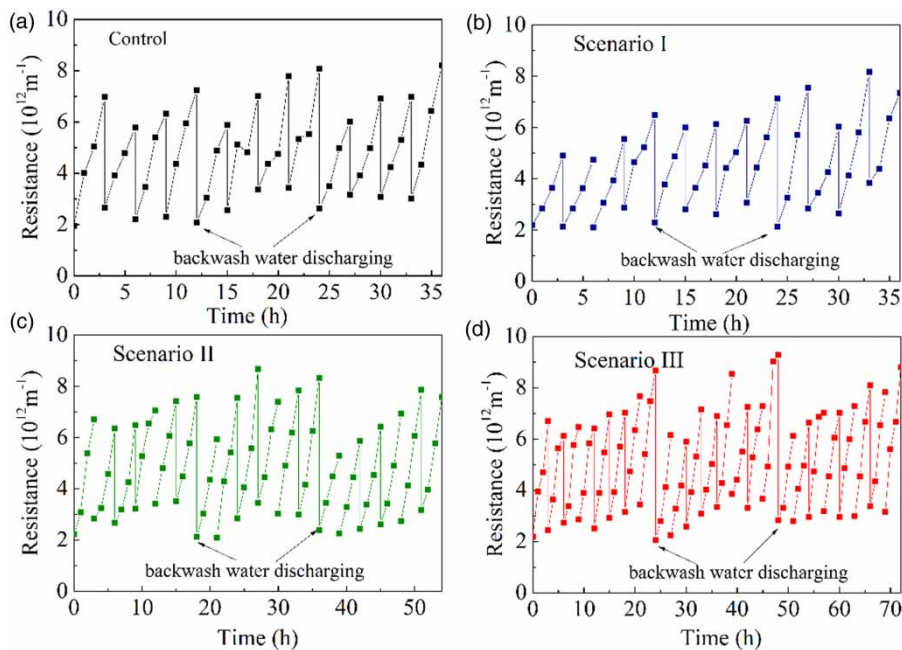 (a)
Control
Resistance (10¹²m⁻¹)
10
8
6
4
2
0
backwash water discharging
0 5 10 15 20 25 30 35
Time (h)
(b)
Scenario I
Resistance (10¹²m⁻¹)
10
8
6
4
2
0
backwash water discharging
0 5 10 15 20 25 30 35
Time (h)
(c)
Scenario II
Resistance (10¹²m⁻¹)
10
8
6
4
2
0
backwash water discharging
0 10 20 30 40 50
Time (h)
(d)
Scenario III
Resistance (10¹²m⁻¹)
10
8
6
4
2
0
backwash water discharging
0 10 20 30 40 50 60 70
Time (h)